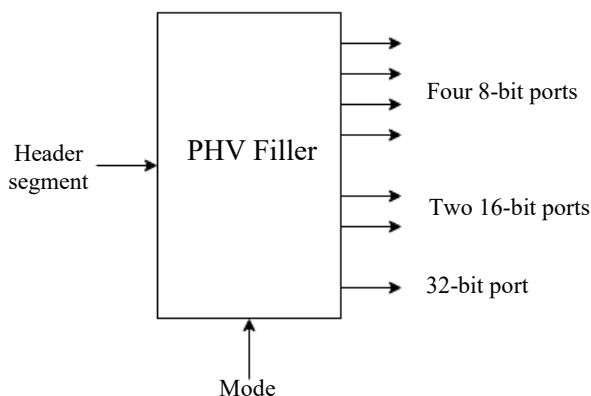 Four 8-bit ports
PHV Filler
Header
segment
Two 16-bit ports
32-bit port
Mode